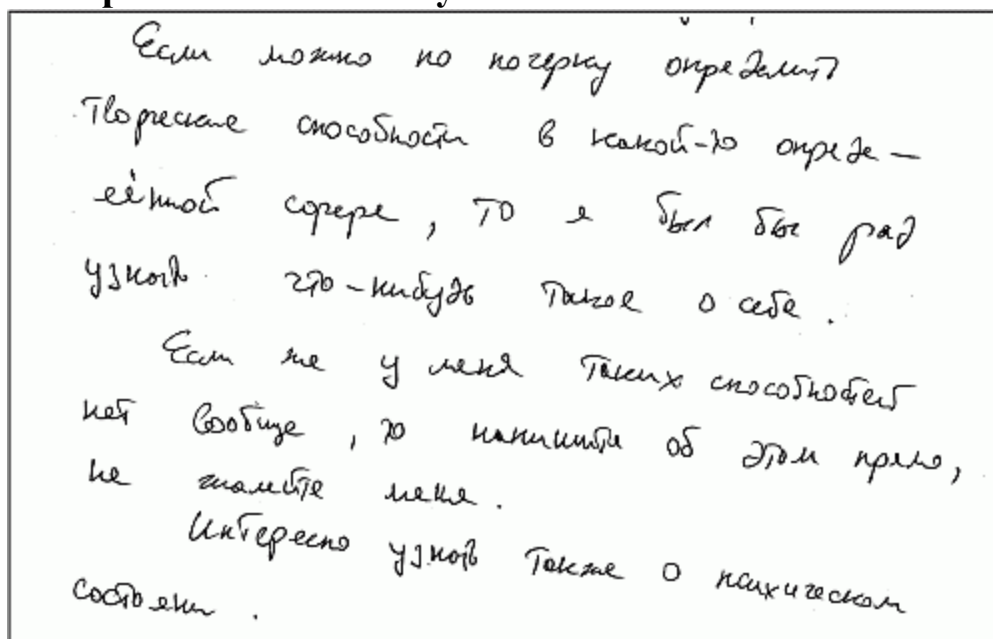 Если можно по почерку определить
творческие способности в какой-то опреде-
лённой сфере, то я был бы рад
узнать что-нибудь такое о себе.
Если же у меня таких способностей
нет вообще, то напишите об этом прямо,
не жалейте меня.
Интересно узнать также о психическом
состоянии.